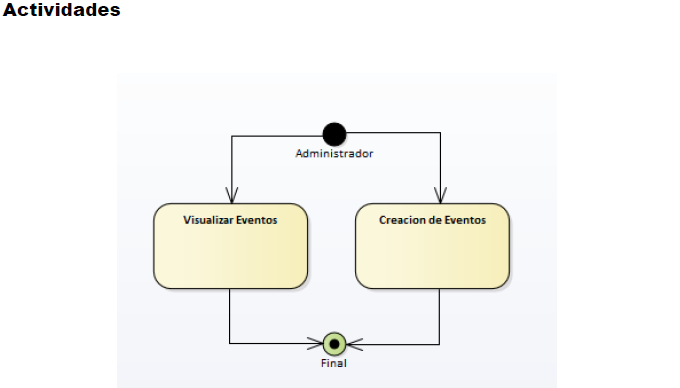 Actividades
Administrador
Visualizar Eventos
Creacion de Eventos
Final